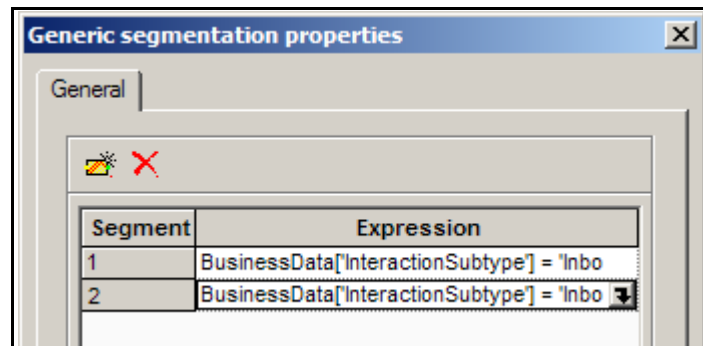 Generic segmentation properties
General
Segment Expression
1 BusinessData['InteractionSubtype'] = 'Inbo
2 BusinessData['InteractionSubtype'] = 'Inbo